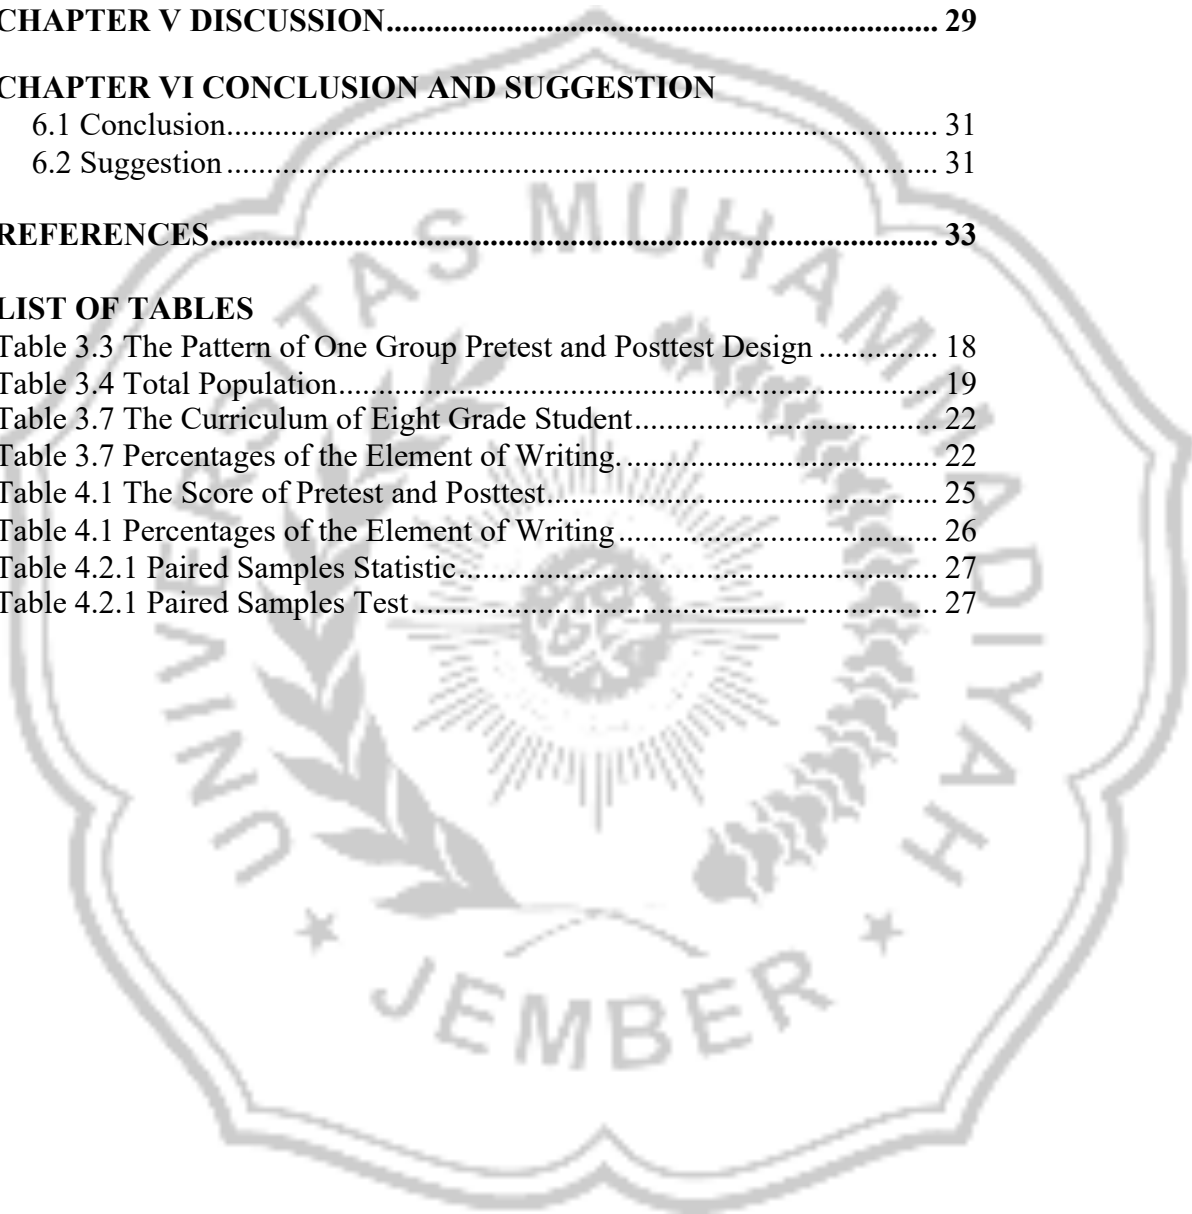 CHAPTER V DISCUSSION..................................................................... 29
CHAPTER VI CONCLUSION AND SUGGESTION
6.1 Conclusion......................................................................................... 31
6.2 Suggestion......................................................................................... 31
REFERENCES........................................................................................... 33
LIST OF TABLES
Table 3.3 The Pattern of One Group Pretest and Posttest Design ............... 18
Table 3.4 Total Population........................................................................... 19
Table 3.7 The Curriculum of Eight Grade Student...................................... 22
Table 3.7 Percentages of the Element of Writing. ....................................... 22
Table 4.1 The Score of Pretest and Posttest................................................. 25
Table 4.1 Percentages of the Element of Writing........................................ 26
Table 4.2.1 Paired Samples Statistic............................................................ 27
Table 4.2.1 Paired Samples Test.................................................................. 27
UNIVERSITAS MUHAMMADIYAH
JEMBER